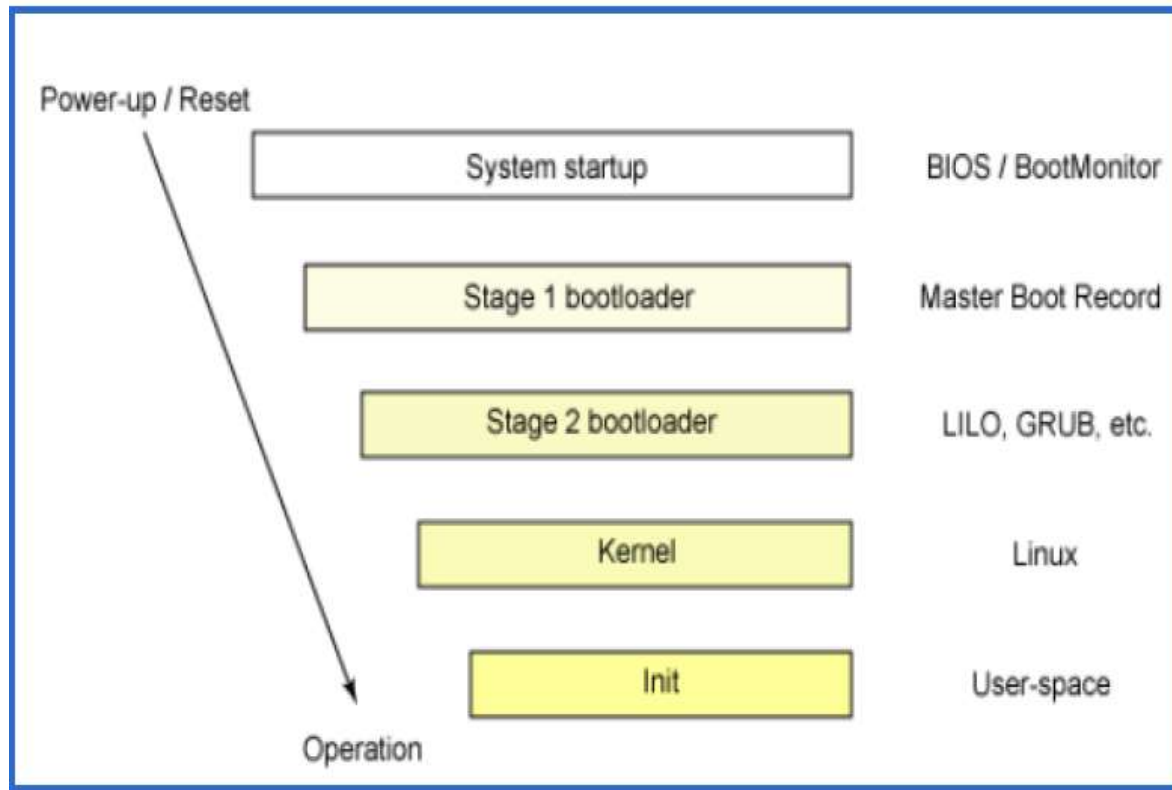 Power-up / Reset
System startup
BIOS / BootMonitor
Stage 1 bootloader
Master Boot Record
Stage 2 bootloader
LILO, GRUB, etc.
Kernel
Linux
Init
User-space
Operation